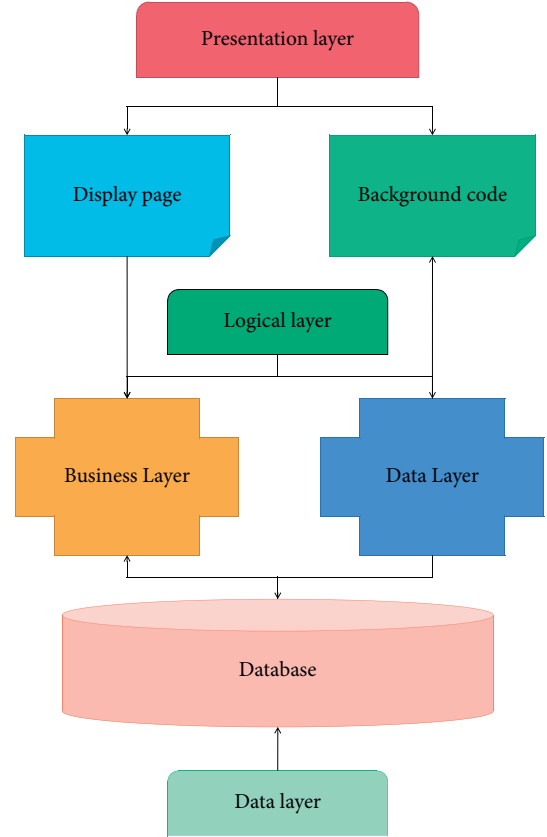 Presentation layer
Display page
Background code
Logical layer
Business Layer
Data Layer
Database
Data layer